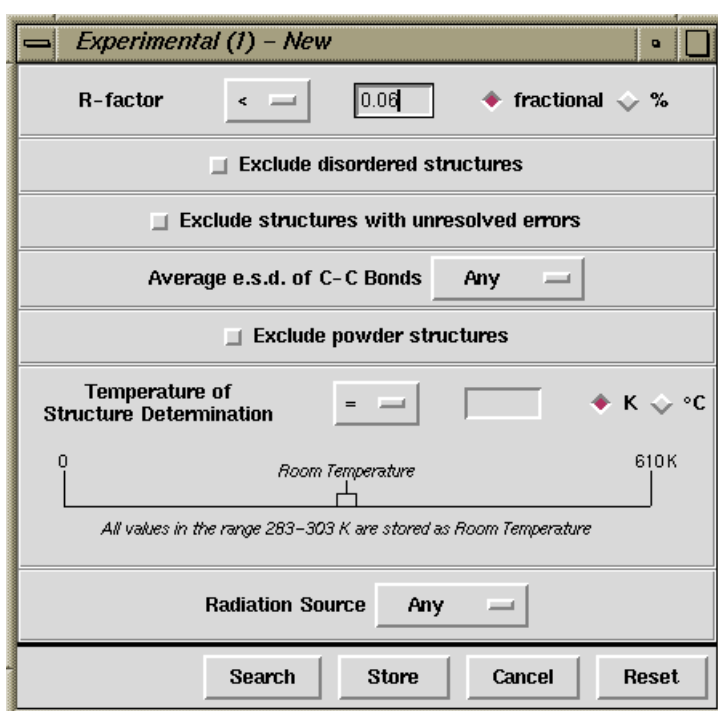 Experimental (1) – New
R-factor < 0.06 fractional %
Exclude disordered structures
Exclude structures with unresolved errors
Average e.s.d. of C-C Bonds Any
Exclude powder structures
Temperature of
Structure Determination = K °C
0 Room Temperature 610K
All values in the range 283–303 K are stored as Room Temperature
Radiation Source Any
Search Store Cancel Reset